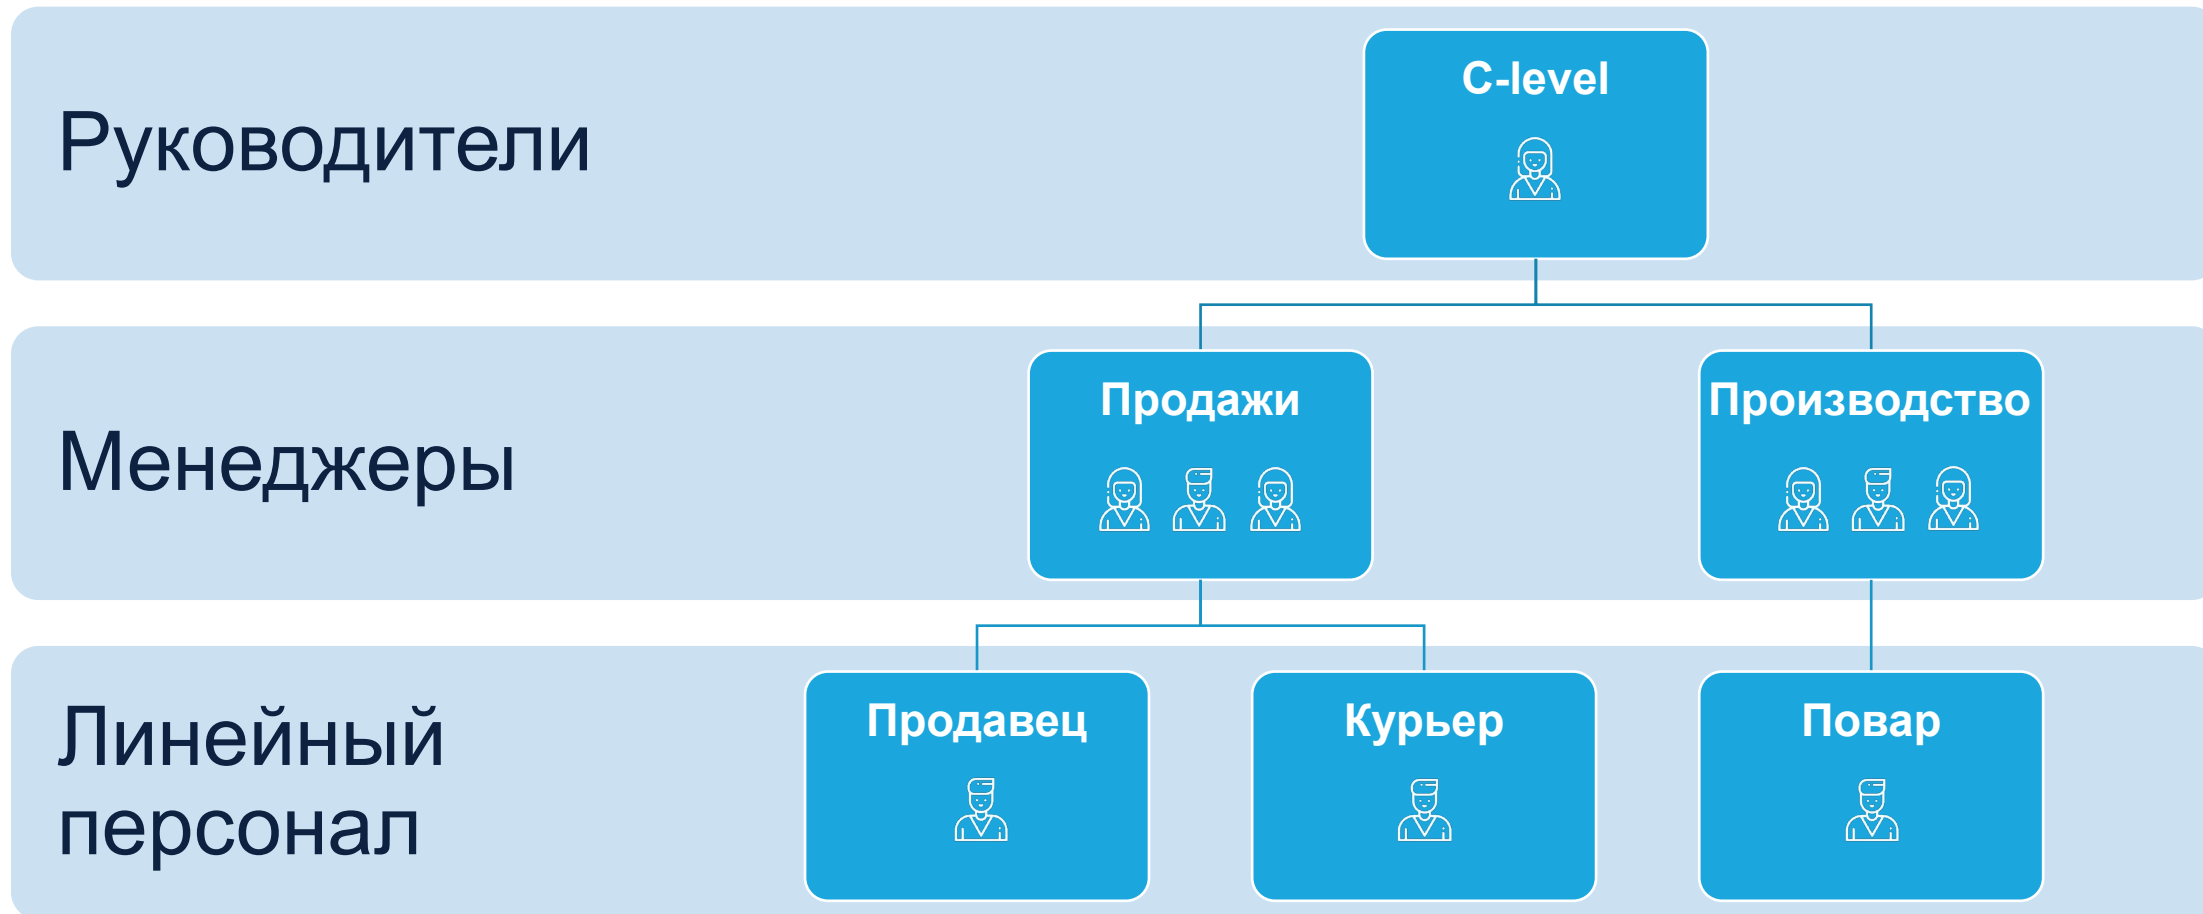 Руководители
C-level
Менеджеры
Продажи
Производство
Линейный
персонал
Продавец
Курьер
Повар